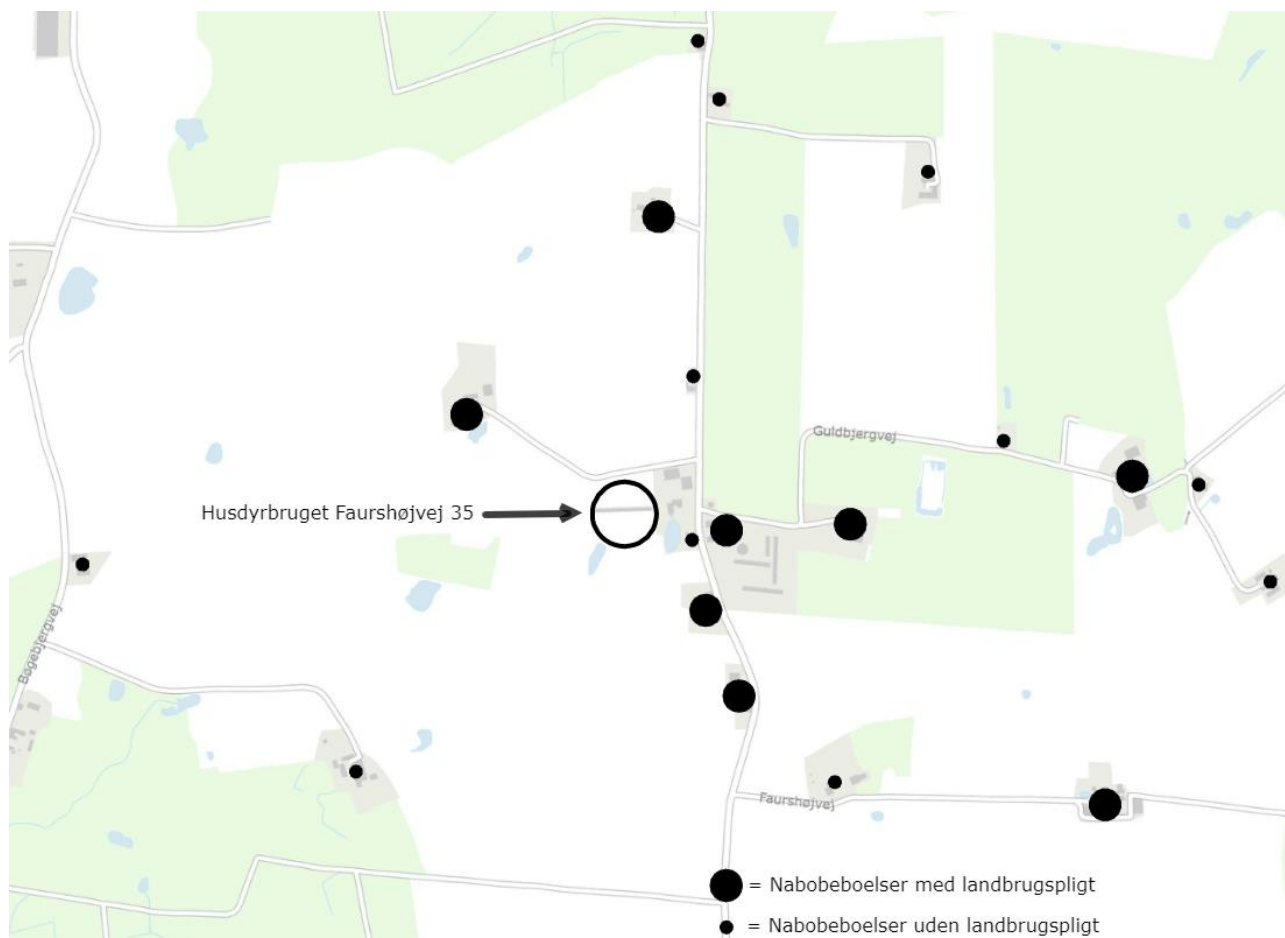 Guldbjergvej
Husdyrbruget Faurshøjvej 35
Bøgebjergvej
Faurshøjvej
= Nabobeboelser med landbrugspligt
= Nabobeboelser uden landbrugspligt